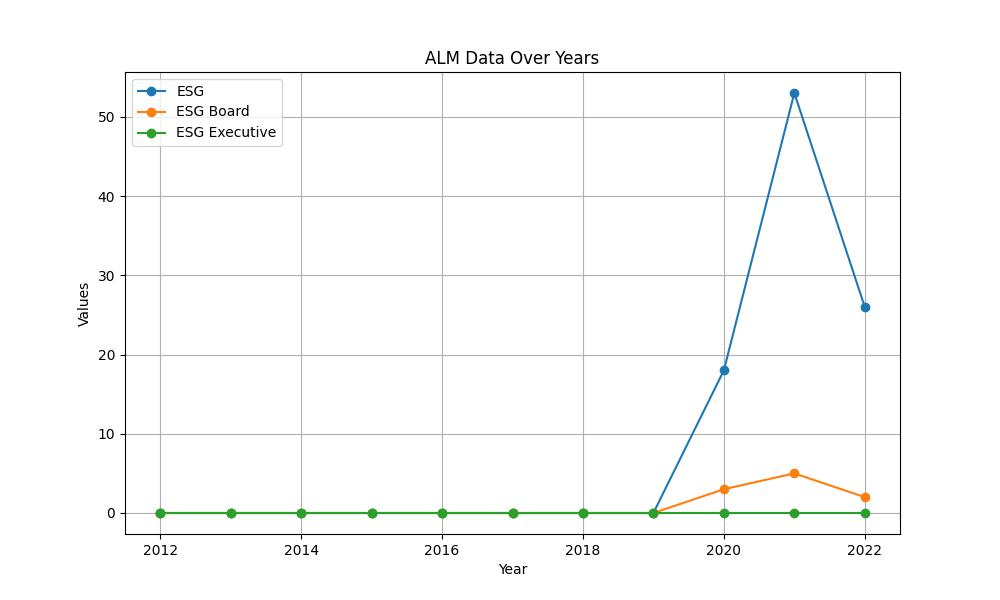 ALM Data Over Years
ESG
ESG Board
ESG Executive
Values
50
40
30
20
10
0
2012 2014 2016 2018 2020 2022
Year